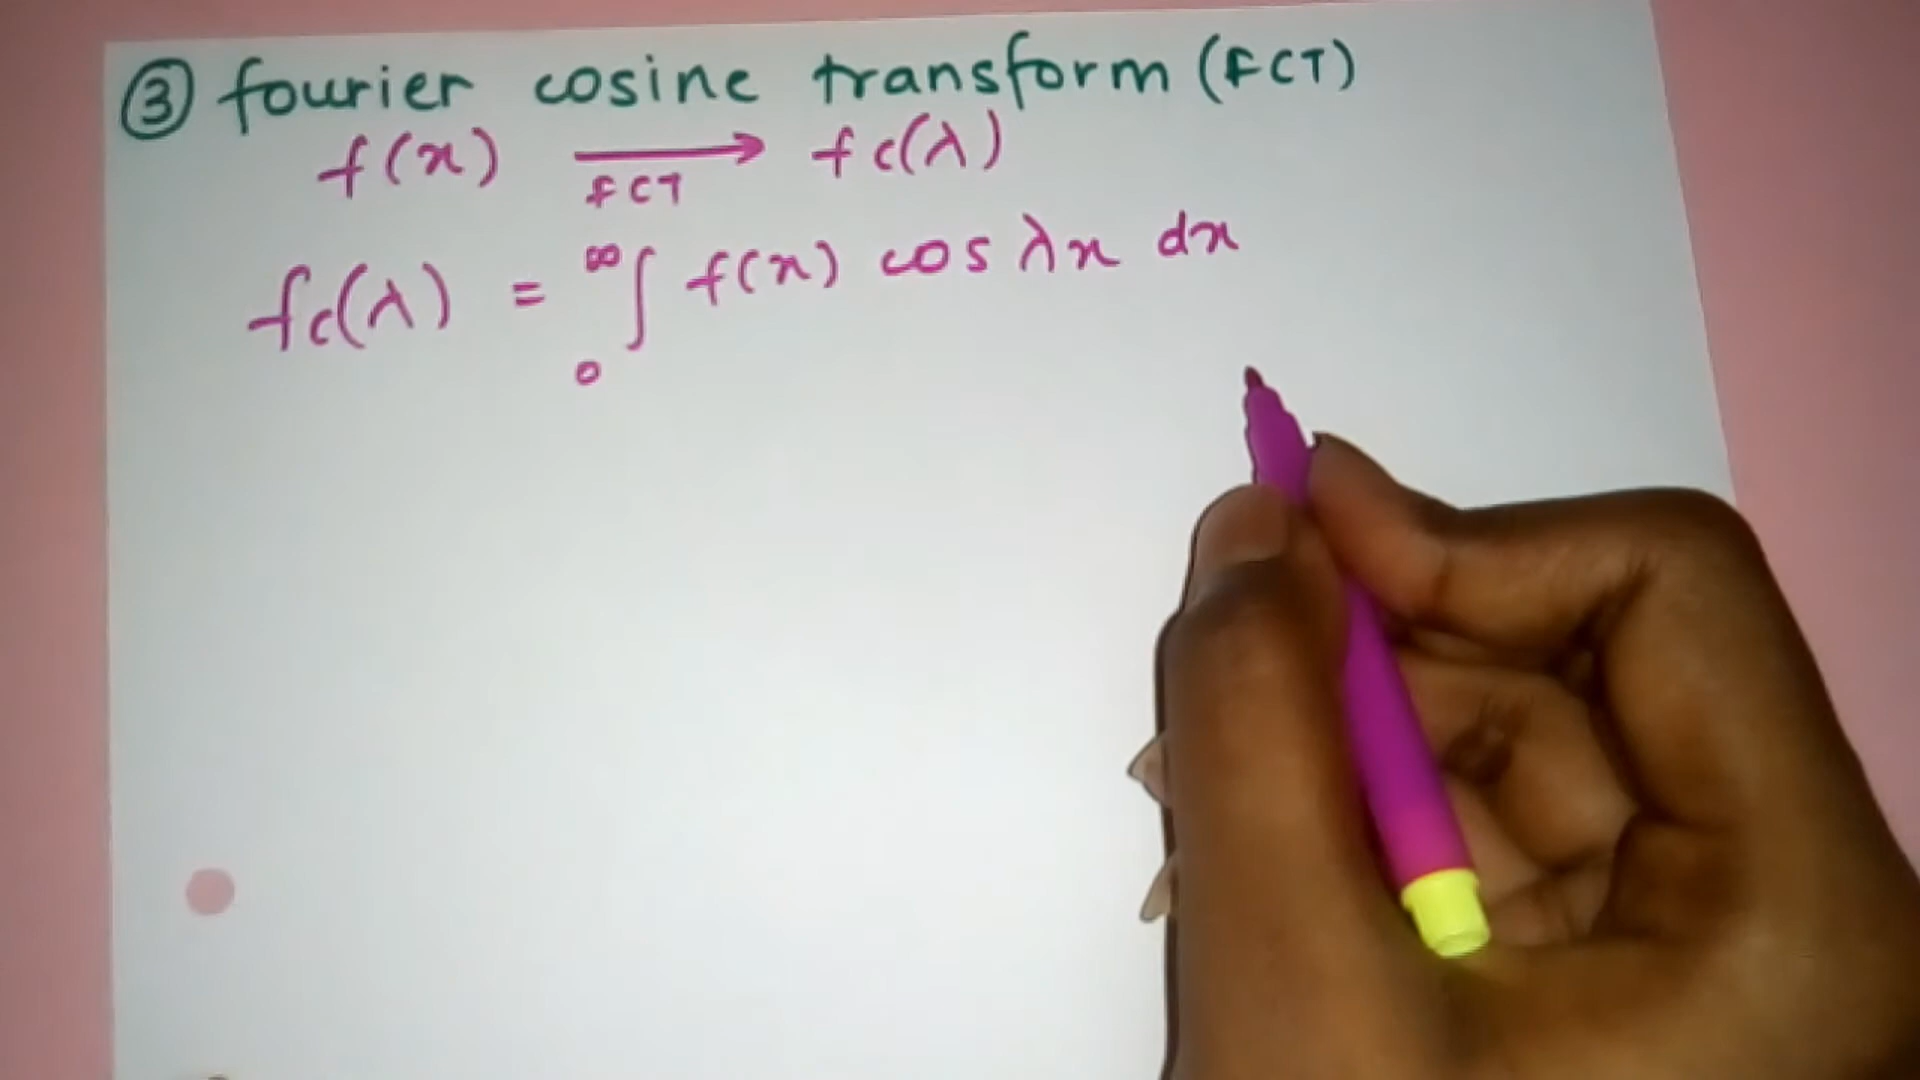 ③ fourier cosine transform (FCT)
f(x) → fc(λ)
FCT
fc(λ) = ∞∫0 f(x) cos λx dx